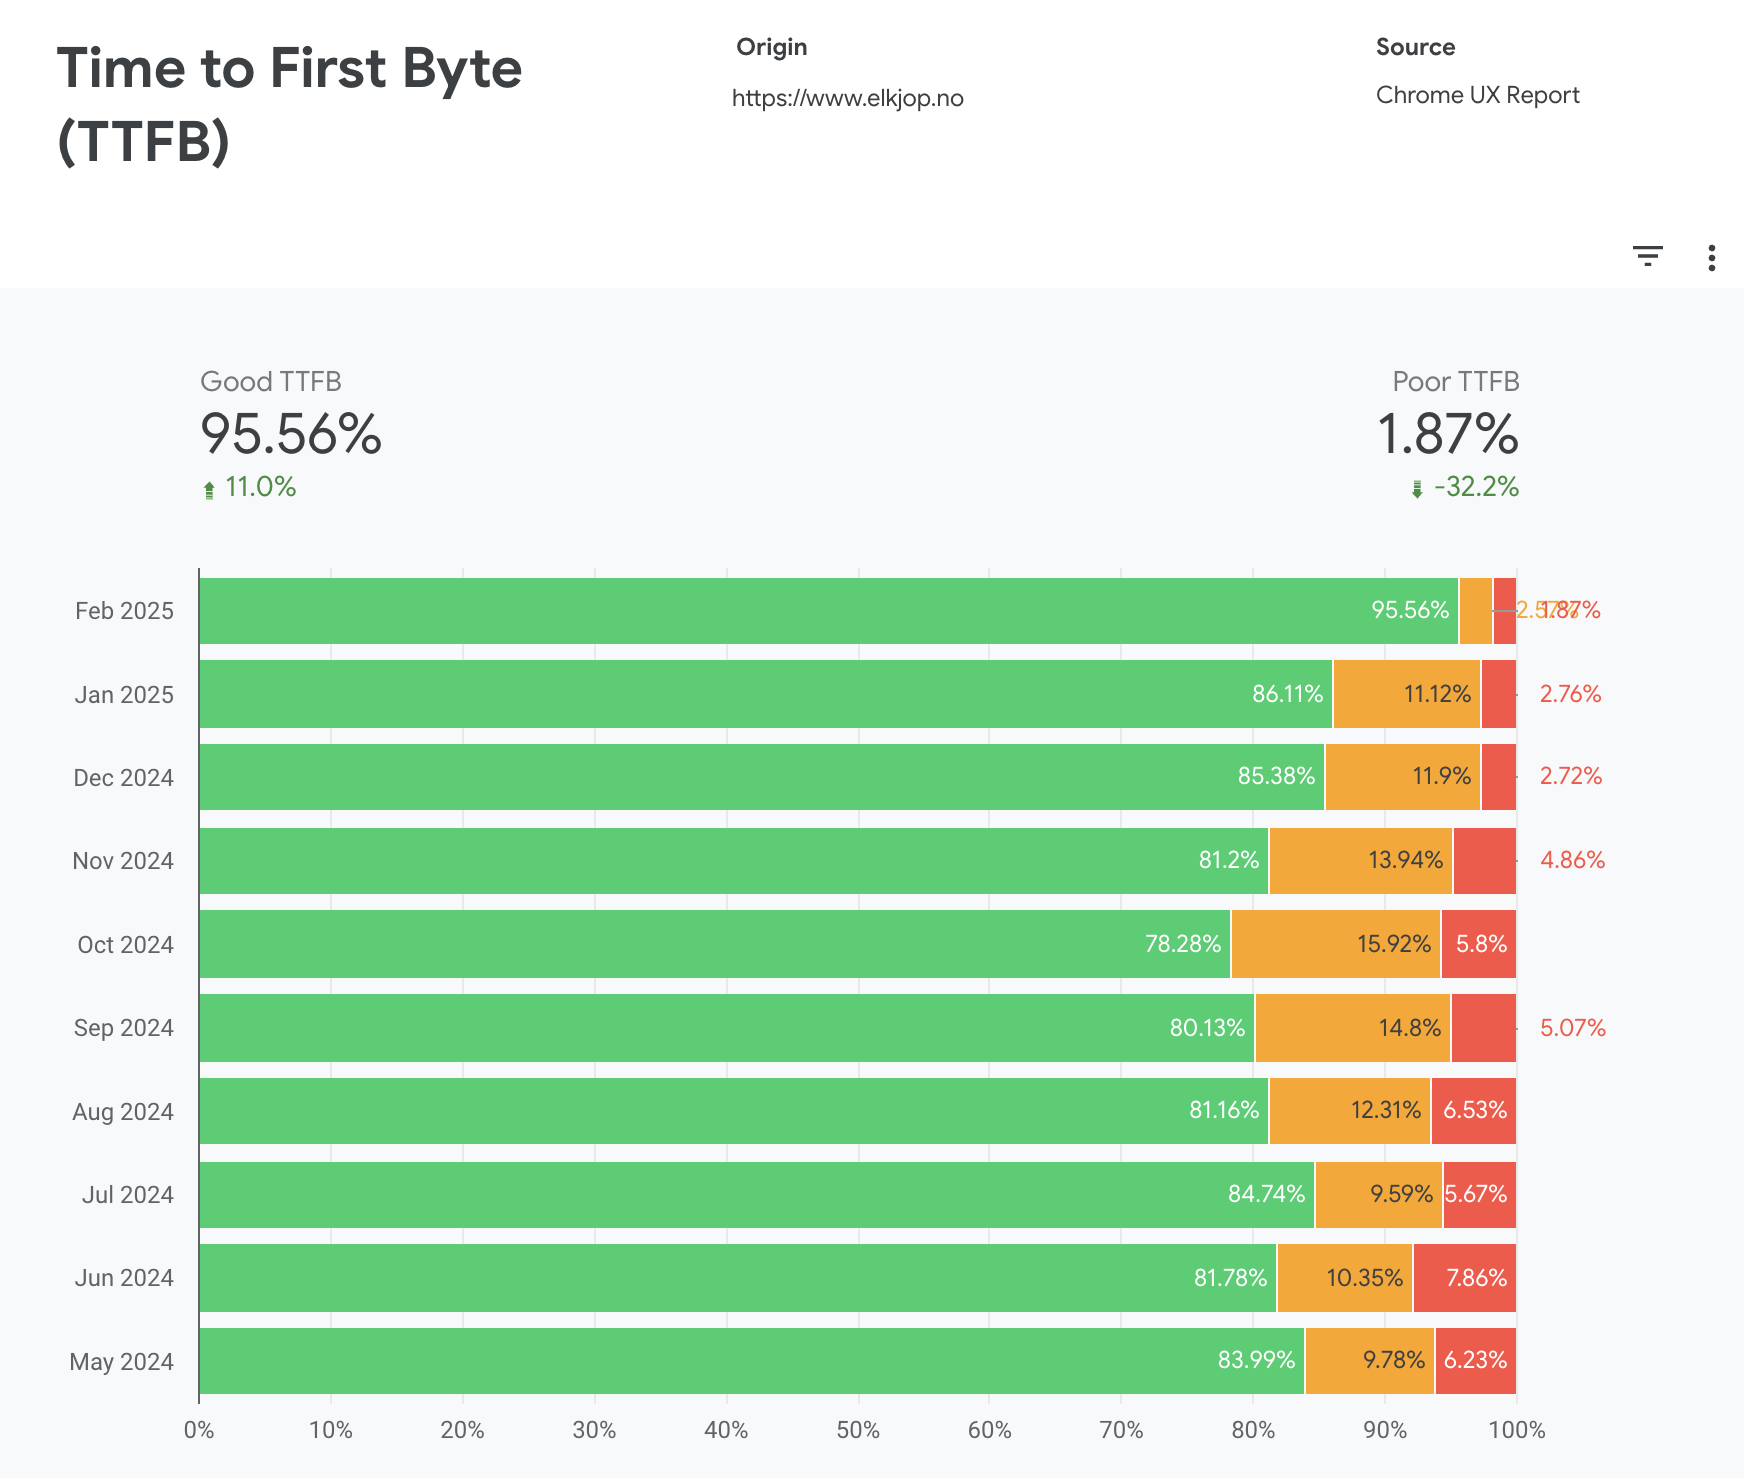 Time to First Byte
(TTFB)
Origin
https://www.elkjop.no
Source
Chrome UX Report
Good TTFB
95.56%
11.0%
Poor TTFB
1.87%
-32.2%
Feb 2025 95.56% 2.57% 1.87%
Jan 2025 86.11% 11.12% 2.76%
Dec 2024 85.38% 11.9% 2.72%
Nov 2024 81.2% 13.94% 4.86%
Oct 2024 78.28% 15.92% 5.8%
Sep 2024 80.13% 14.8% 5.07%
Aug 2024 81.16% 12.31% 6.53%
Jul 2024 84.74% 9.59% 5.67%
Jun 2024 81.78% 10.35% 7.86%
May 2024 83.99% 9.78% 6.23%
0% 10% 20% 30% 40% 50% 60% 70% 80% 90% 100%